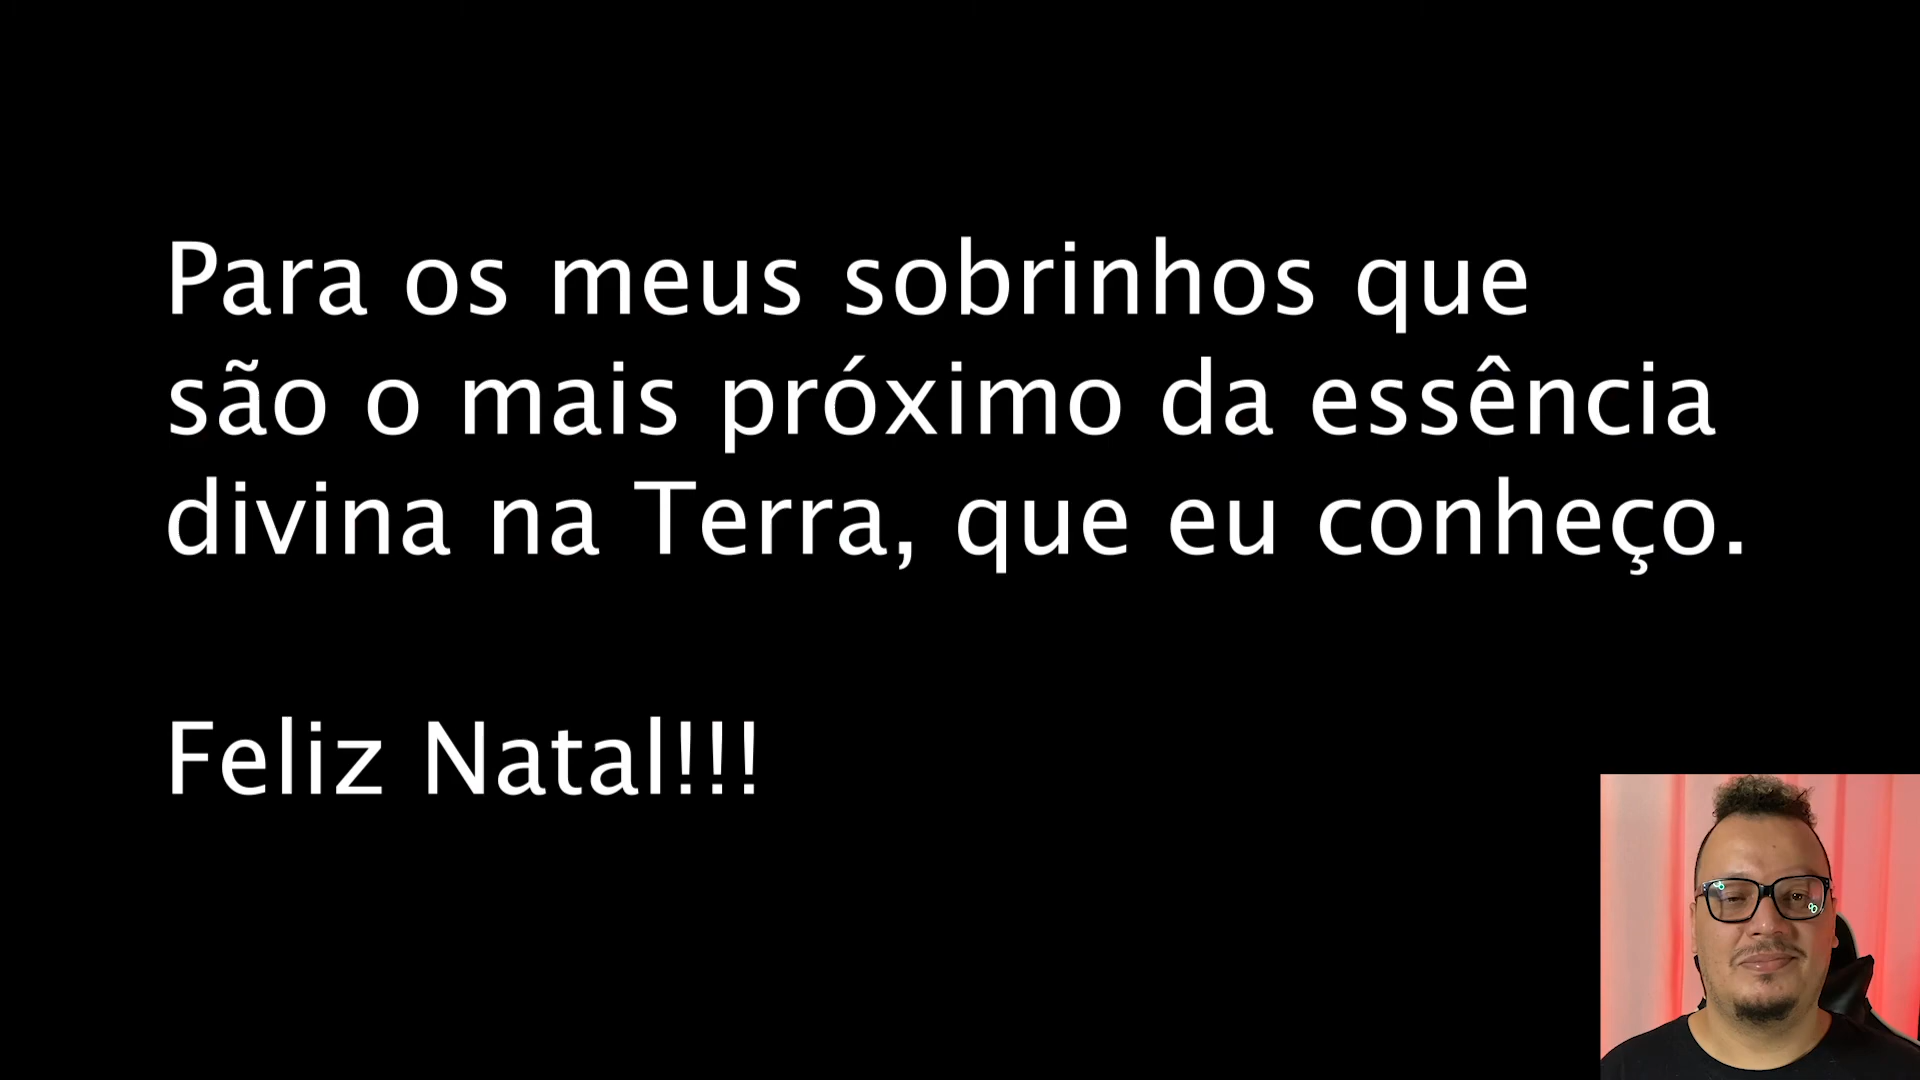 Para os meus sobrinhos que
são o mais próximo da essência
divina na Terra, que eu conheço.
Feliz Natal!!!